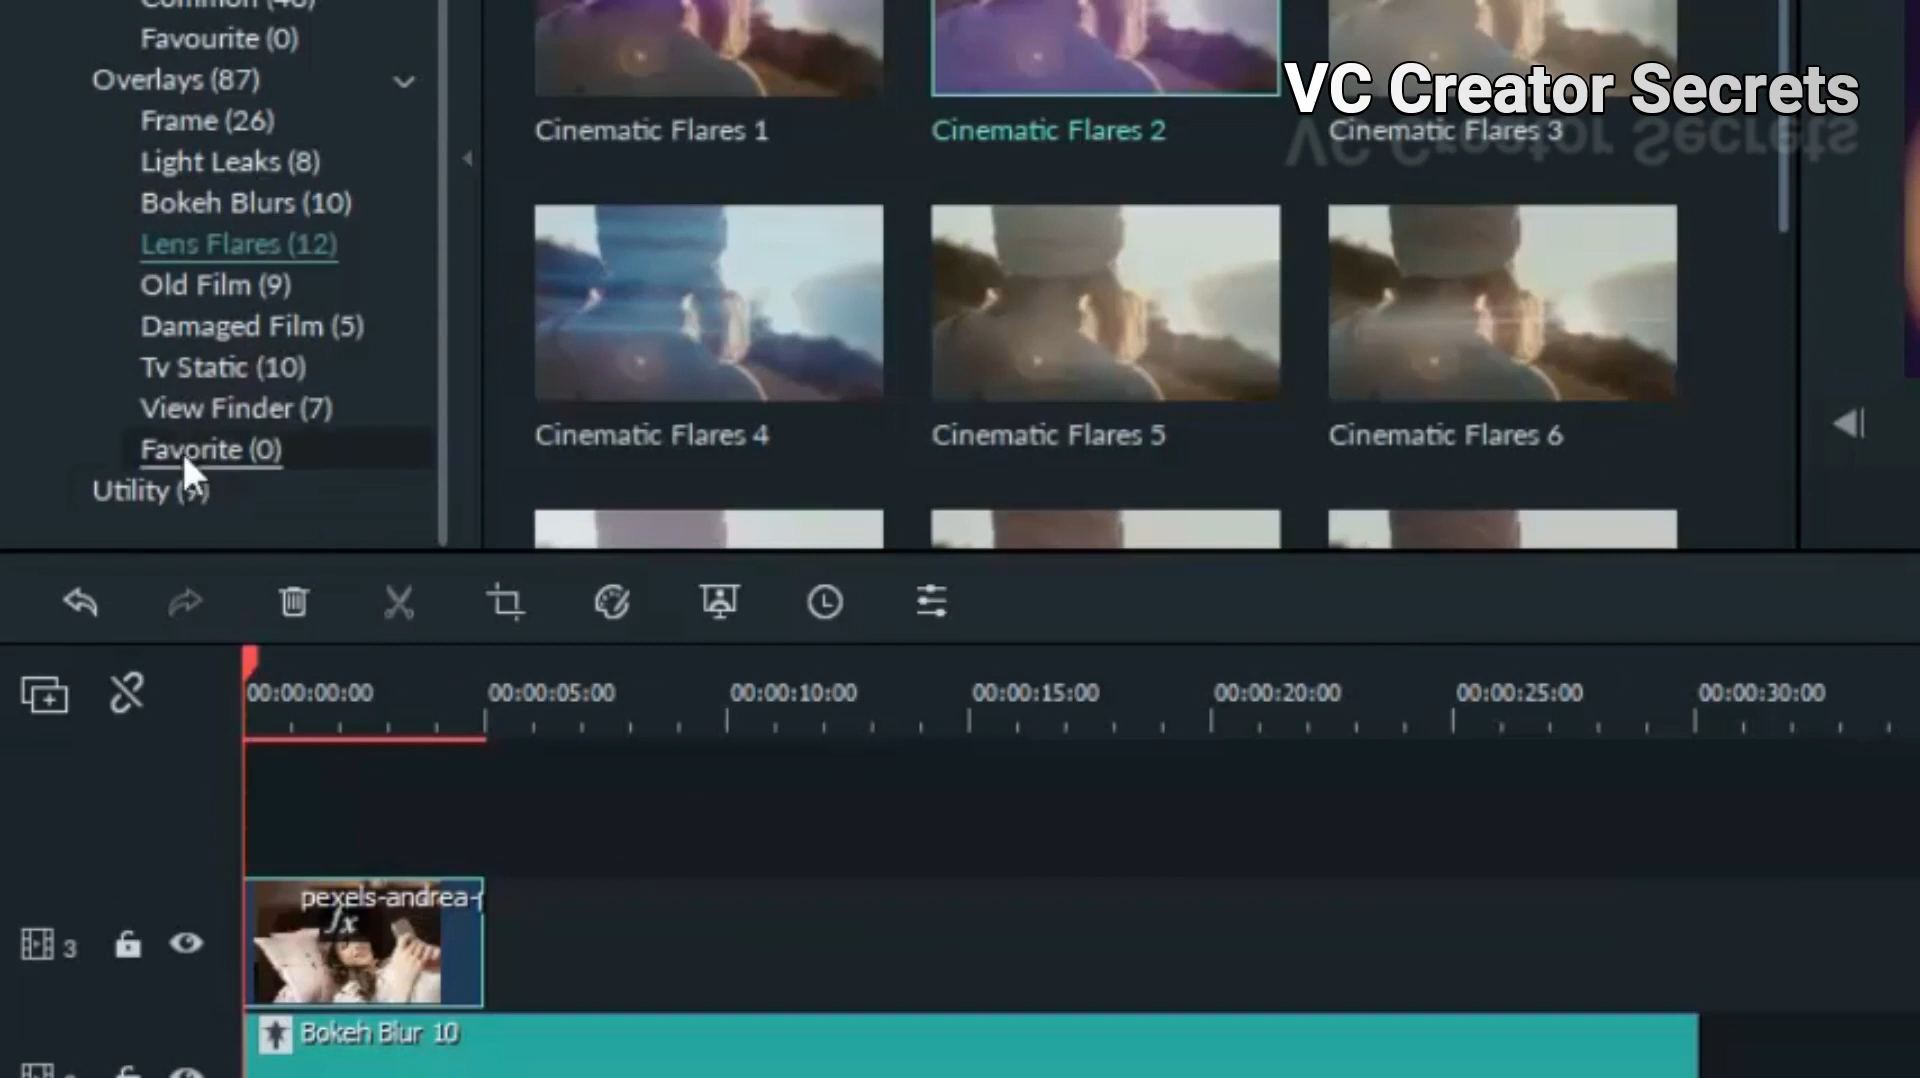 Common (40)
Favourite (0)
Overlays (87)
Frame (26)
Light Leaks (8)
Bokeh Blurs (10)
Lens Flares (12)
Old Film (9)
Damaged Film (5)
Tv Static (10)
View Finder (7)
Favorite (0)
Utility
VC Creator Secrets
Cinematic Flares 1
Cinematic Flares 2
Cinematic Flares 3
Cinematic Flares 4
Cinematic Flares 5
Cinematic Flares 6
00:00:00:00
00:00:05:00
00:00:10:00
00:00:15:00
00:00:20:00
00:00:25:00
00:00:30:00
pexels-andrea-
fx
3
Bokeh Blur 10